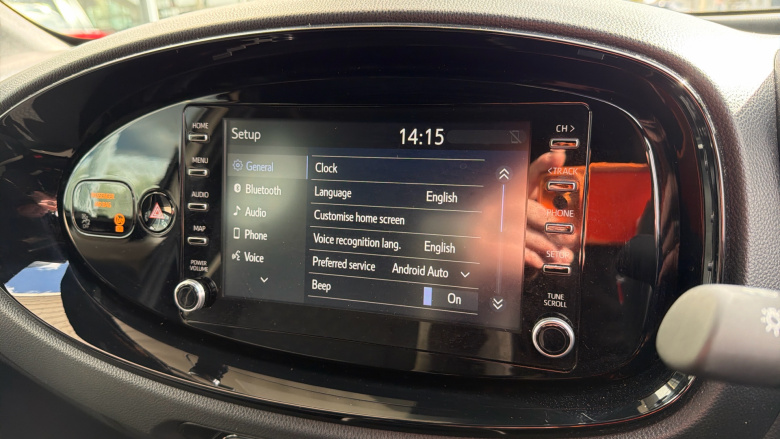 Setup
14:15
General
Bluetooth
Audio
Phone
Voice
Clock
Language English
Customise home screen
Voice recognition lang. English
Preferred service Android Auto
Beep On
HOME
MENU
AUDIO
MAP
POWER
VOLUME
CH >
< TRACK
PHONE
SETUP
TUNE
SCROLL